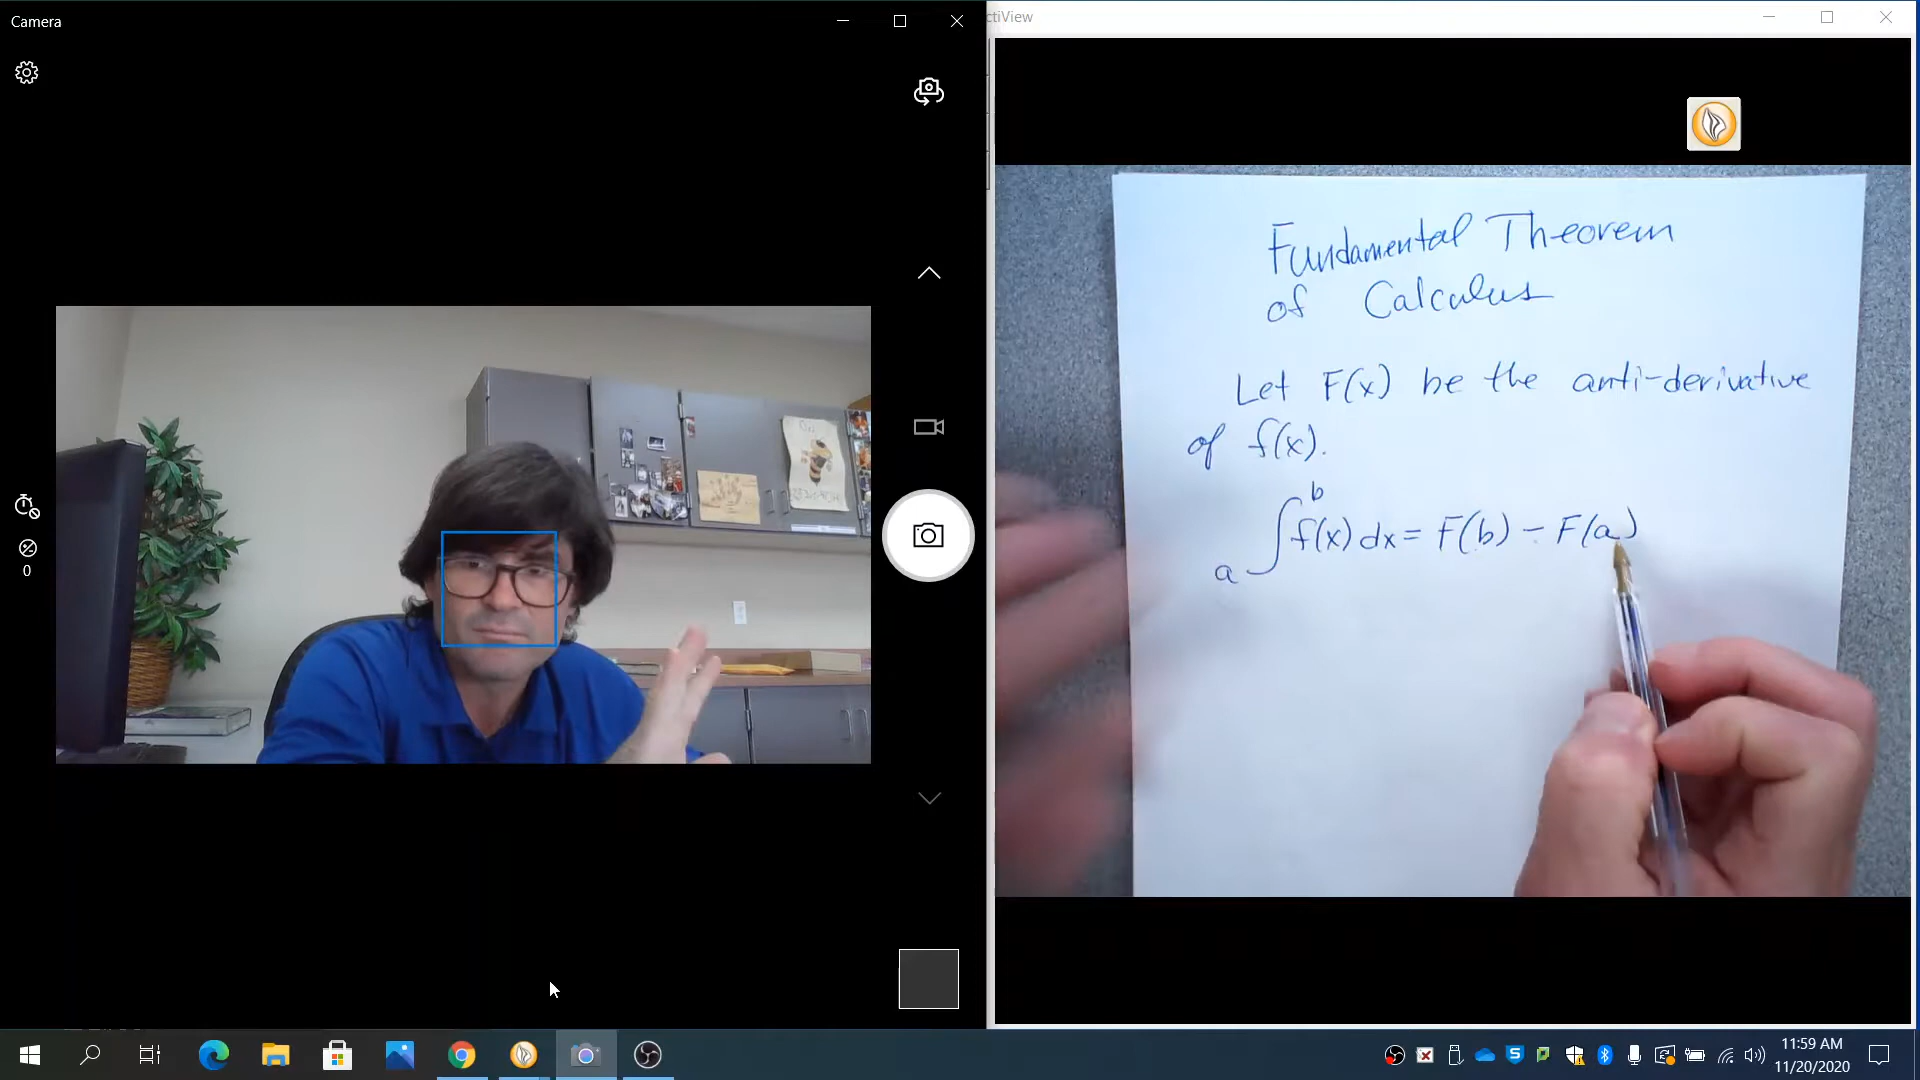 Camera
ctiView
0
Fundamental Theorem
of Calculus
Let F(x) be the anti-derivative
of f(x).
b
∫f(x)dx = F(b) - F(a)
a
11:59 AM
11/20/2020